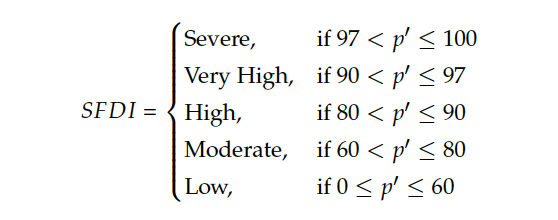 Severe, if 97 < p′ ≤ 100
Very High, if 90 < p′ ≤ 97
SFDI = { High, if 80 < p′ ≤ 90
Moderate, if 60 < p′ ≤ 80
Low, if 0 ≤ p′ ≤ 60